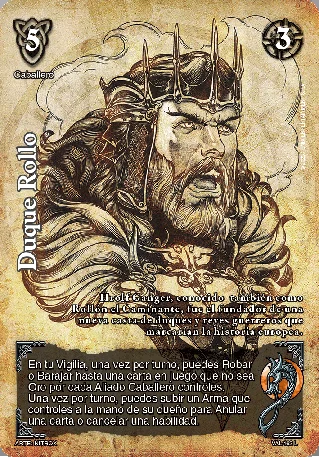 5
3
Caballero
Duque Rollo
Hrolf Ganger, conocido también como
Rollon el Caminante, fue el fundador de una
nueva casta de duques y reyes guerreros que
marcarían la historia europea.
En tu Vigilia, una vez por turno, puedes Robar
o Barajar hasta una carta en juego que no sea
Oro por cada Aliado Caballero controles.
Una vez por turno, puedes subir un Arma que
controles a la mano de su dueño para Anular
una carta o cancelar una habilidad.
ARTE: